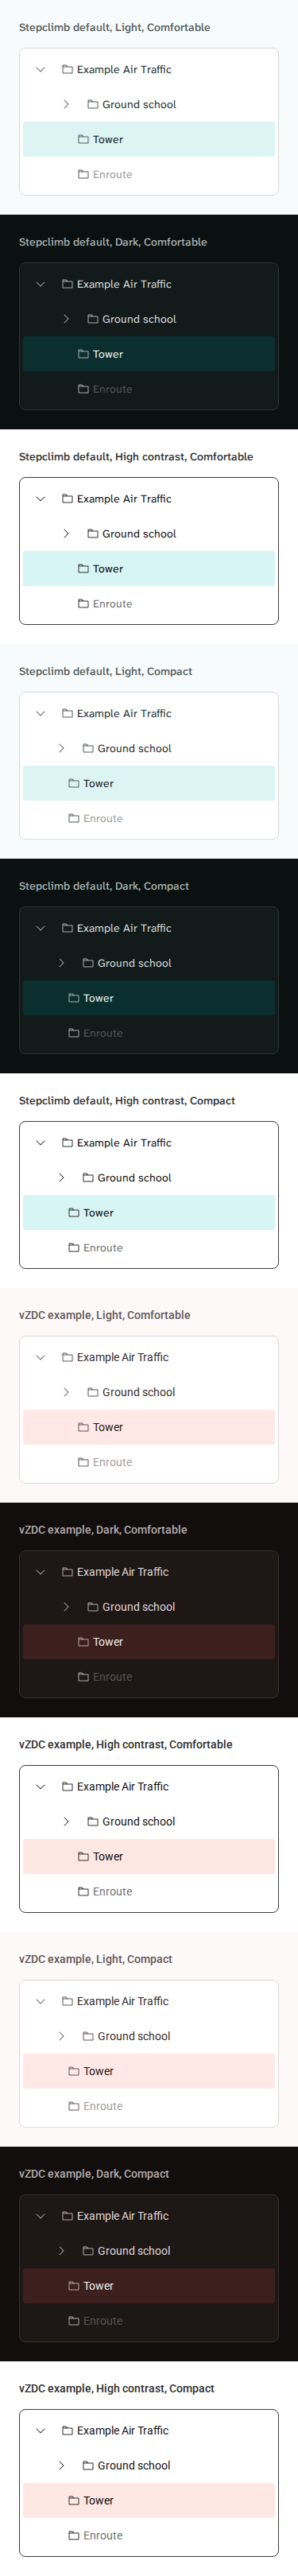 Stepclimb default, Light, Comfortable
Example Air Traffic
Ground school
Tower
Enroute
Stepclimb default, Dark, Comfortable
Example Air Traffic
Ground school
Tower
Enroute
Stepclimb default, High contrast, Comfortable
Example Air Traffic
Ground school
Tower
Enroute
Stepclimb default, Light, Compact
Example Air Traffic
Ground school
Tower
Enroute
Stepclimb default, Dark, Compact
Example Air Traffic
Ground school
Tower
Enroute
Stepclimb default, High contrast, Compact
Example Air Traffic
Ground school
Tower
Enroute
vZDC example, Light, Comfortable
Example Air Traffic
Ground school
Tower
Enroute
vZDC example, Dark, Comfortable
Example Air Traffic
Ground school
Tower
Enroute
vZDC example, High contrast, Comfortable
Example Air Traffic
Ground school
Tower
Enroute
vZDC example, Light, Compact
Example Air Traffic
Ground school
Tower
Enroute
vZDC example, Dark, Compact
Example Air Traffic
Ground school
Tower
Enroute
vZDC example, High contrast, Compact
Example Air Traffic
Ground school
Tower
Enroute